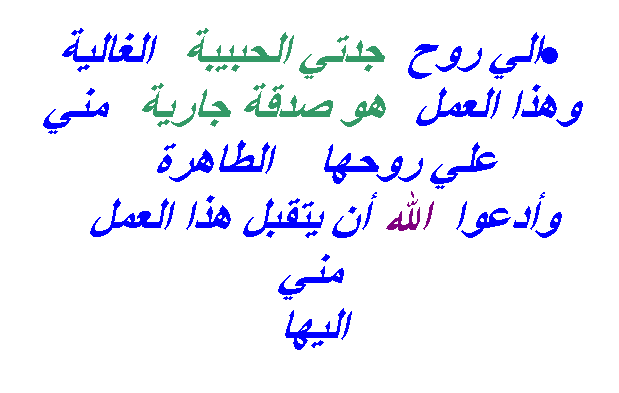 •الي روح جدتي الحبيبة الغالية
وهذا العمل هو صدقة جارية مني
علي روحها الطاهرة
وأدعوا الله أن يتقبل هذا العمل
مني
اليها